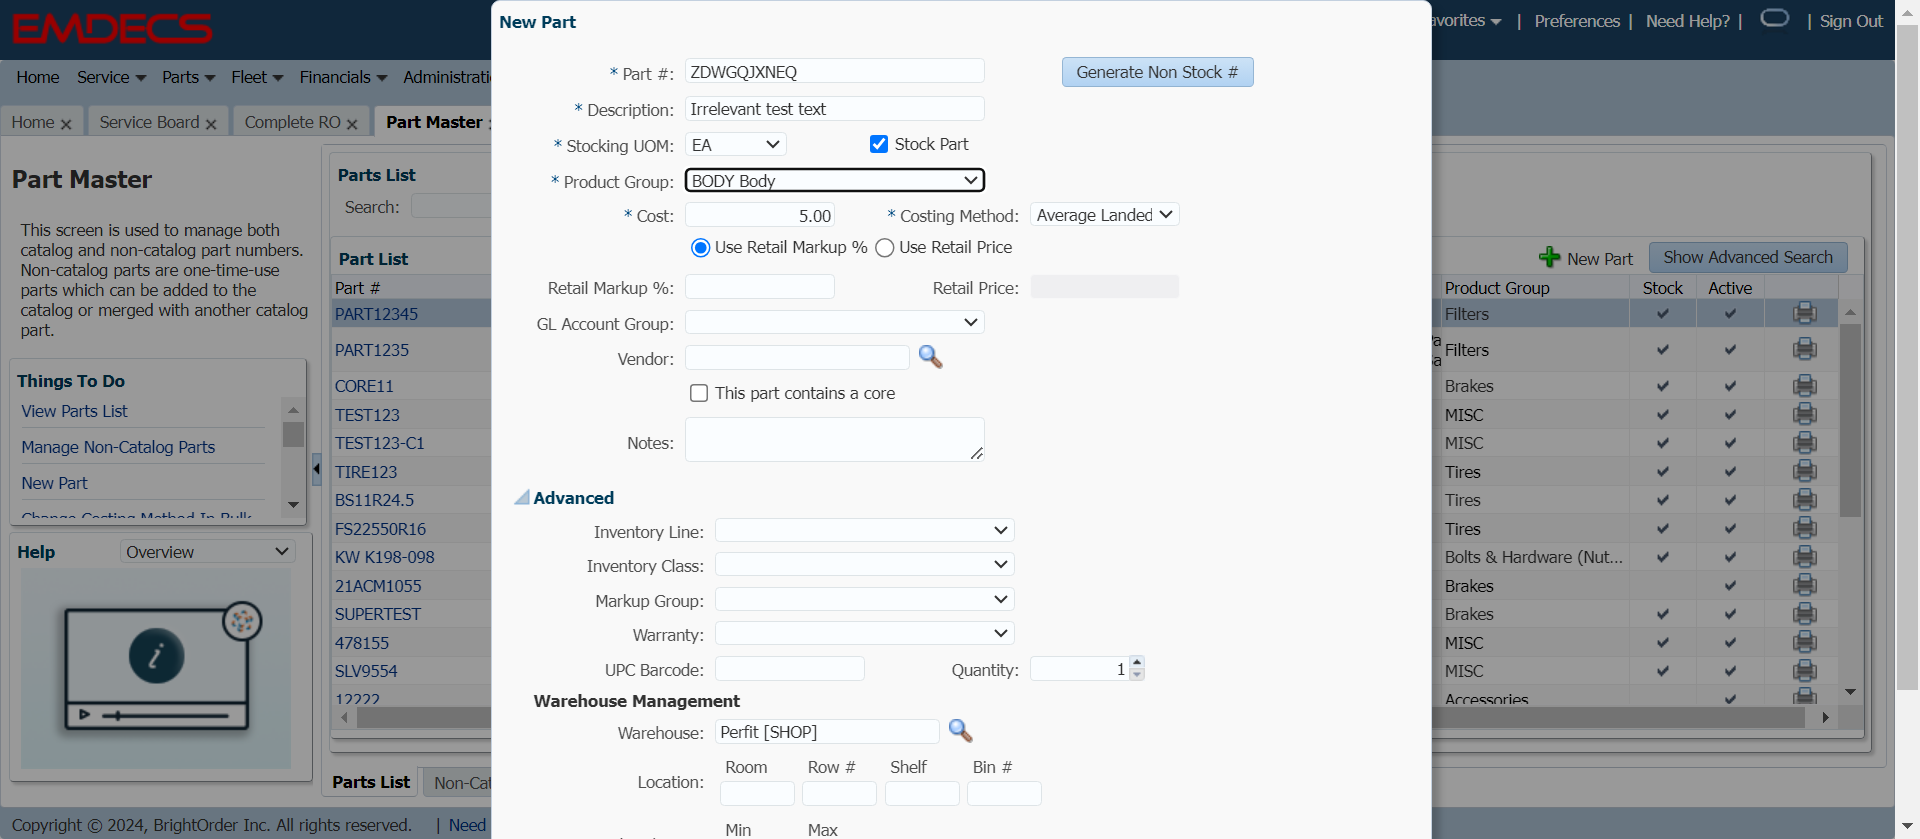 EMDECS
avorites | Preferences | Need Help? | | Sign Out
Home Service Parts Fleet Financials Administrati
Home × Service Board × Complete RO × Part Master
Part Master
This screen is used to manage both
catalog and non-catalog part numbers.
Non-catalog parts are one-time-use
parts which can be added to the
catalog or merged with another catalog
part.
Things To Do
View Parts List
Manage Non-Catalog Parts
New Part
Change Costing Method In Bulk
Help Overview
i
Parts List
Search:
Part List
Part #
PART12345
PART1235
CORE11
TEST123
TEST123-C1
TIRE123
BS11R24.5
FS22550R16
KW K198-098
21ACM1055
SUPERTEST
478155
SLV9554
12222
Parts List Non-Cat
New Part
* Part #: ZDWGQJXNEQ Generate Non Stock #
* Description: Irrelevant test text
* Stocking UOM: EA Stock Part
* Product Group: BODY Body
* Cost: 5.00 * Costing Method: Average Landed
Use Retail Markup % Use Retail Price
Retail Markup %: Retail Price:
GL Account Group:
Vendor:
This part contains a core
Notes:
Advanced
Inventory Line:
Inventory Class:
Markup Group:
Warranty:
UPC Barcode: Quantity: 1
Warehouse Management
Warehouse: Perfit [SHOP]
Room Row # Shelf Bin #
Location:
Min Max
New Part Show Advanced Search
Product Group Stock Active
Filters
Pa
Filters
Ba
Brakes
MISC
MISC
Tires
Tires
Tires
Bolts & Hardware (Nut...
Brakes
Brakes
MISC
MISC
Accessories
Copyright © 2024, BrightOrder Inc. All rights reserved. | Need